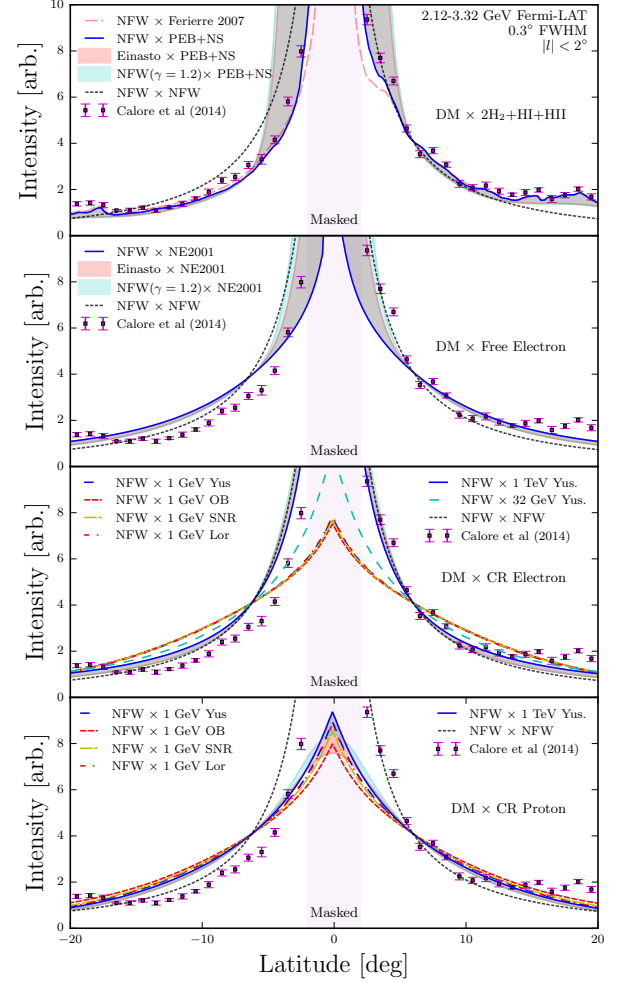 10
8
6
4
2
0
Intensity [arb.]
NFW × Ferierre 2007
NFW × PEB+NS
Einasto × PEB+NS
NFW(γ = 1.2)× PEB+NS
NFW × NFW
Calore et al (2014)
2.12-3.32 GeV Fermi-LAT
0.3° FWHM
|l| < 2°
DM × 2H₂+HI+HII
Masked
8
6
4
2
0
Intensity [arb.]
NFW × NE2001
Einasto × NE2001
NFW(γ = 1.2)× NE2001
NFW × NFW
Calore et al (2014)
DM × Free Electron
Masked
8
6
4
2
0
Intensity [arb.]
NFW × 1 GeV Yus
NFW × 1 GeV OB
NFW × 1 GeV SNR
NFW × 1 GeV Lor
NFW × 1 TeV Yus.
NFW × 32 GeV Yus.
NFW × NFW
Calore et al (2014)
DM × CR Electron
Masked
8
6
4
2
0
Intensity [arb.]
NFW × 1 GeV Yus
NFW × 1 GeV OB
NFW × 1 GeV SNR
NFW × 1 GeV Lor
NFW × 1 TeV Yus.
NFW × NFW
Calore et al (2014)
DM × CR Proton
Masked
−20 −10 0 10 20
Latitude [deg]